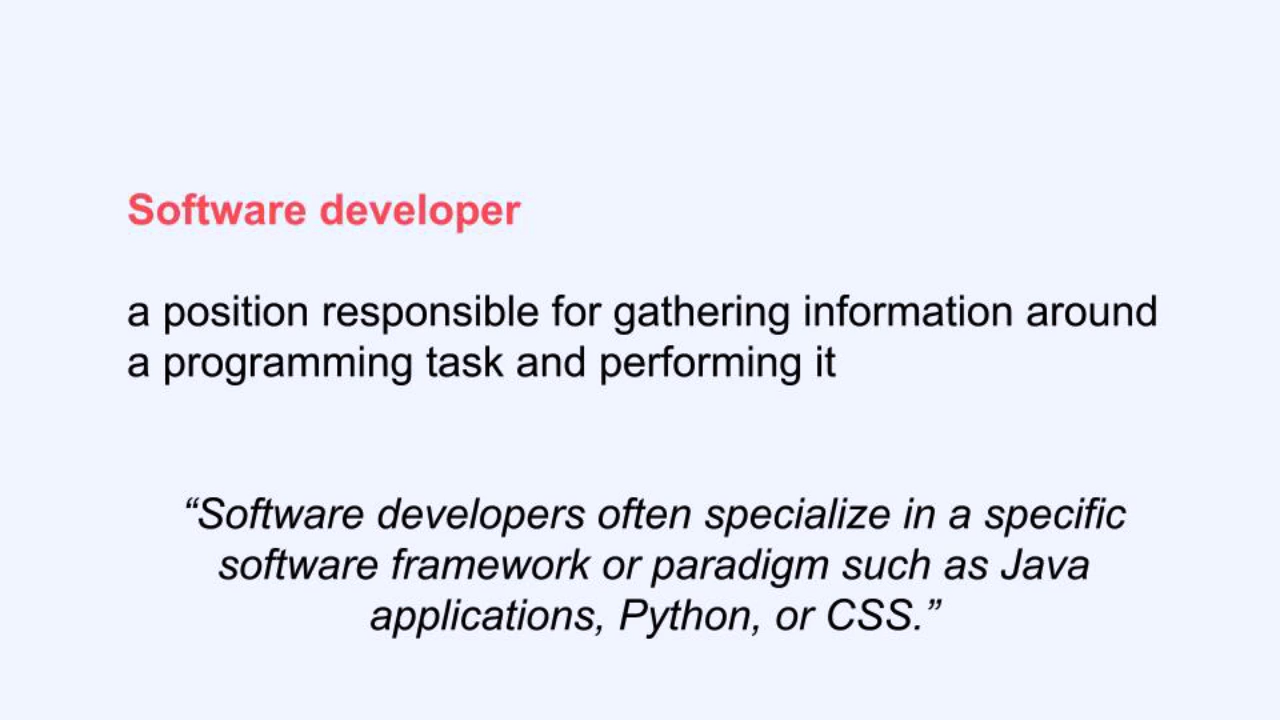 Software developer
a position responsible for gathering information around
a programming task and performing it
“Software developers often specialize in a specific
software framework or paradigm such as Java
applications, Python, or CSS.”